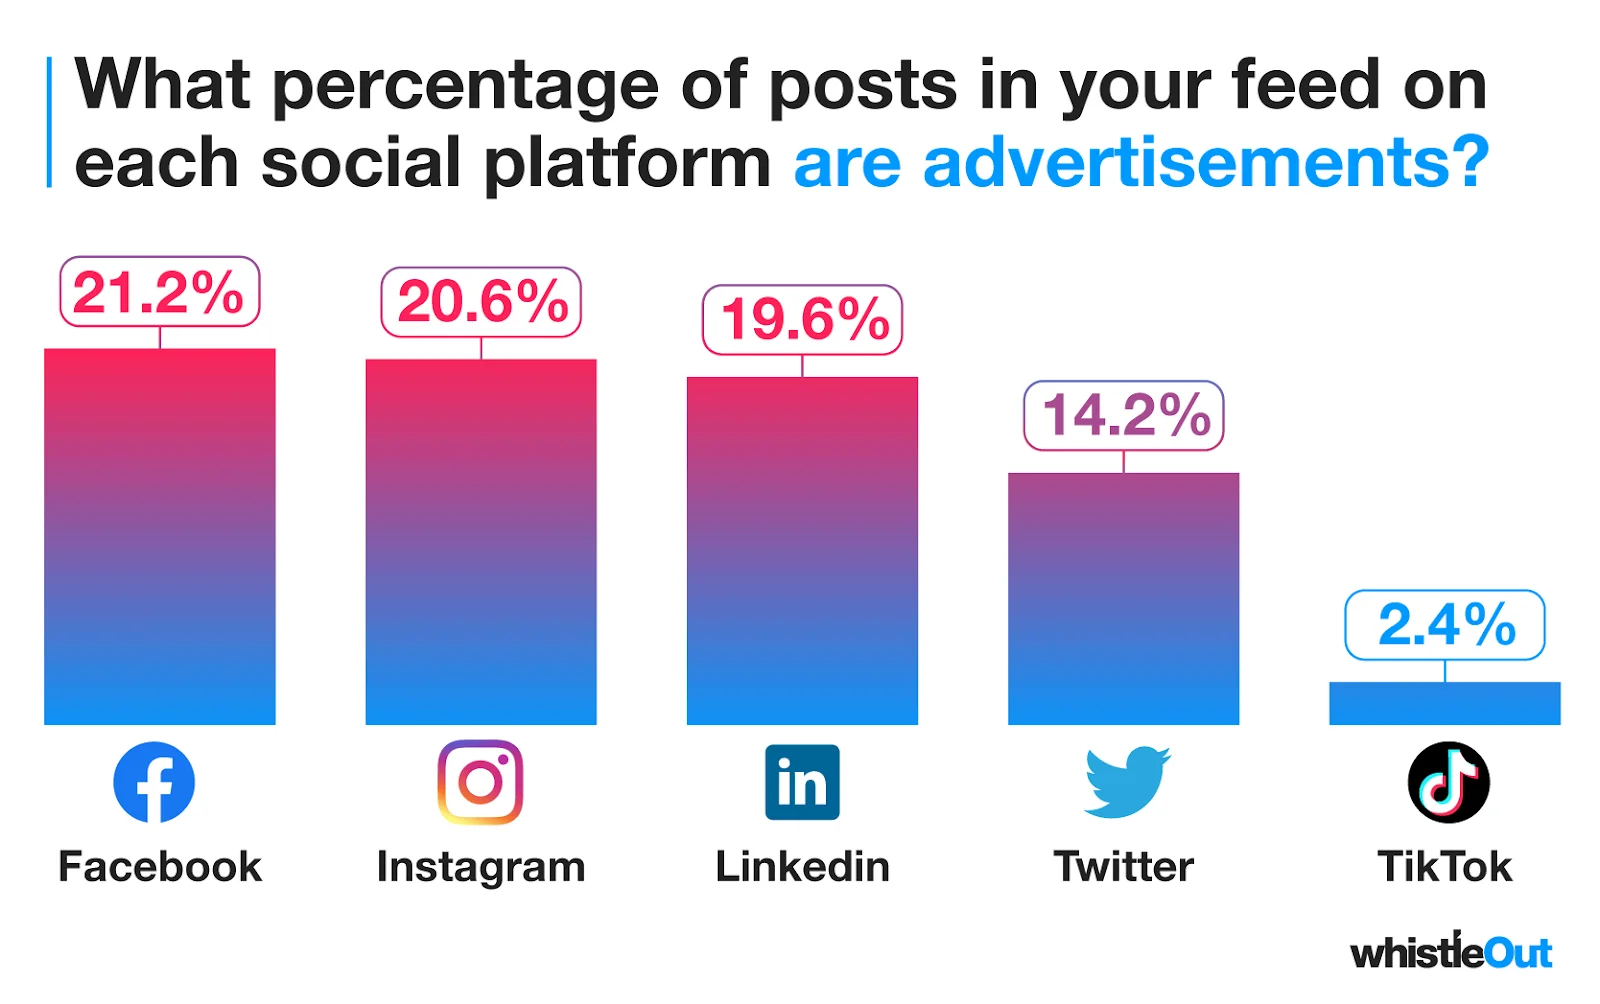 What percentage of posts in your feed on
each social platform are advertisements?
21.2%
20.6%
19.6%
14.2%
2.4%
in
Facebook
Instagram
Linkedin
Twitter
TikTok
whistleOut